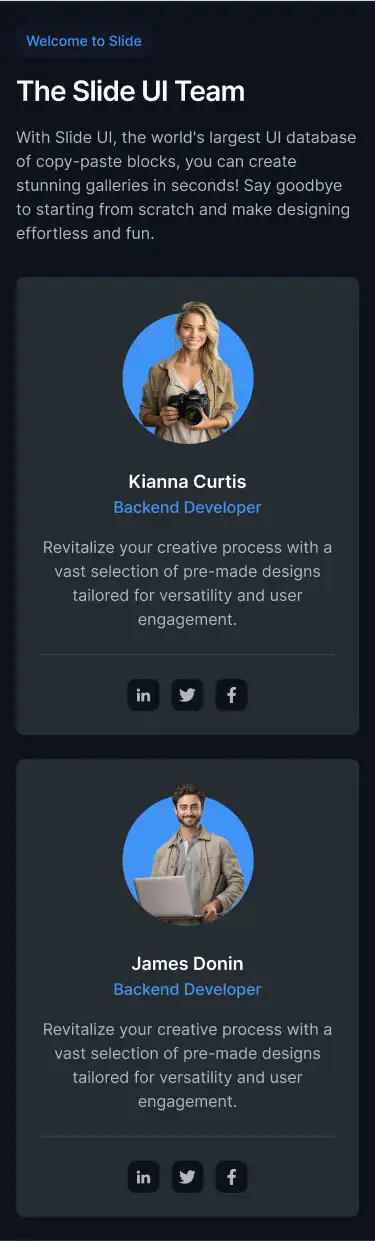 Welcome to Slide
The Slide UI Team
With Slide UI, the world's largest UI database
of copy-paste blocks, you can create
stunning galleries in seconds! Say goodbye
to starting from scratch and make designing
effortless and fun.
Kianna Curtis
Backend Developer
Revitalize your creative process with a
vast selection of pre-made designs
tailored for versatility and user
engagement.
in
f
James Donin
Backend Developer
Revitalize your creative process with a
vast selection of pre-made designs
tailored for versatility and user
engagement.
in
f